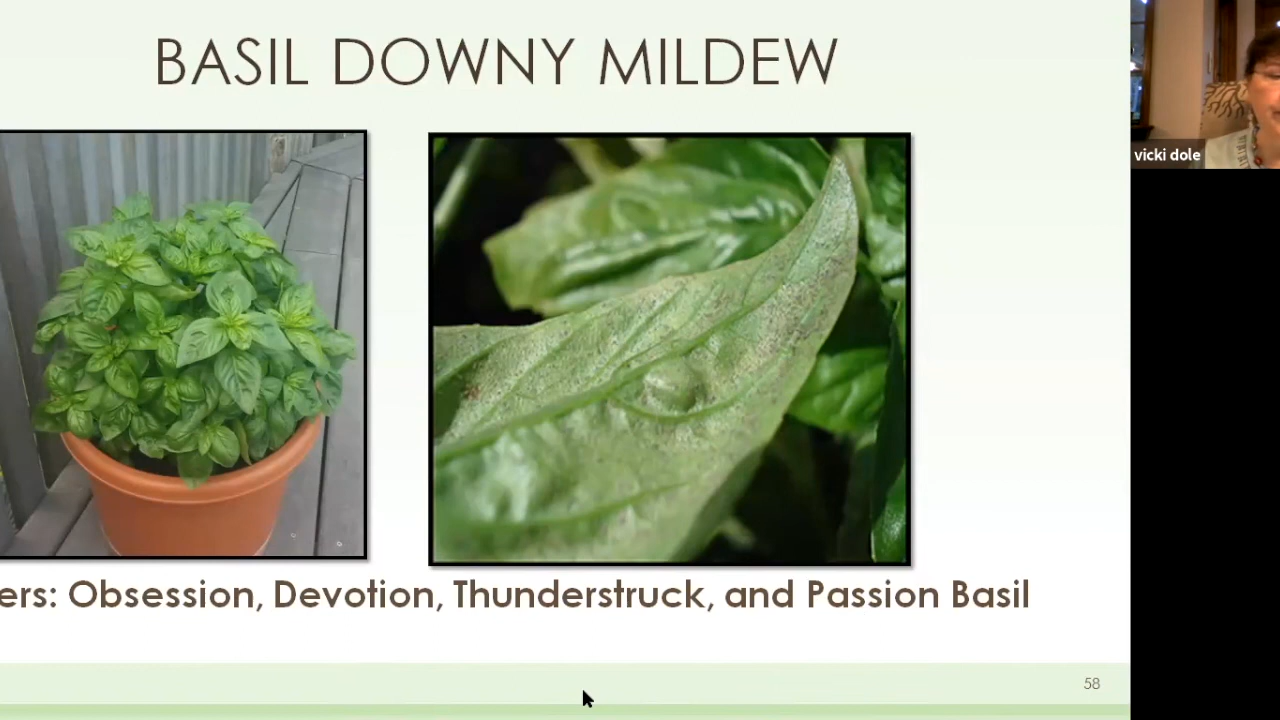 BASIL DOWNY MILDEW
vicki dole
ers: Obsession, Devotion, Thunderstruck, and Passion Basil
58